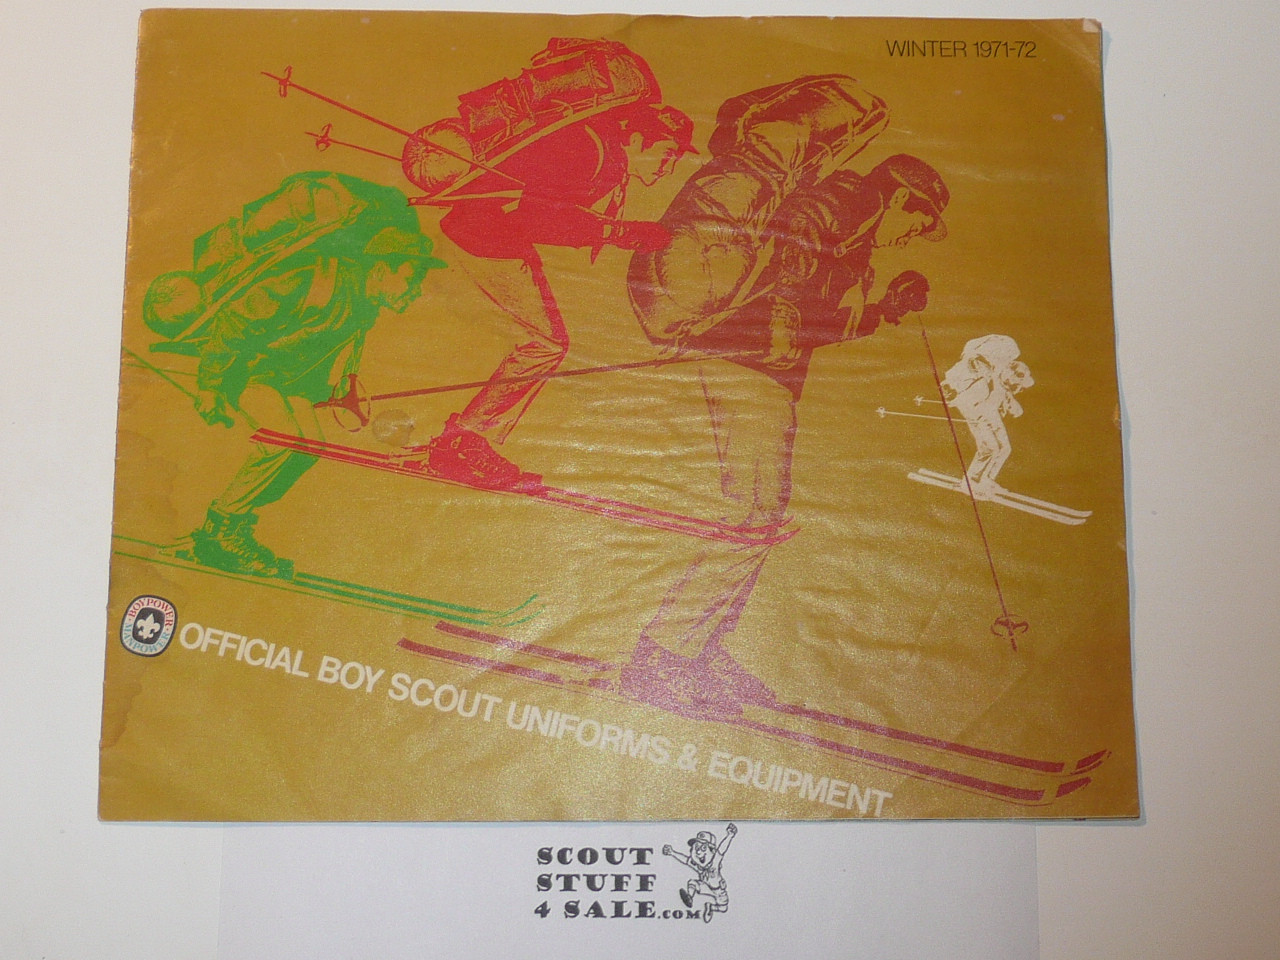 WINTER 1971-72
BOYPOWER
MANPOWER
OFFICIAL BOY SCOUT UNIFORMS & EQUIPMENT
SCOUT
STUFF
4 SALE.COM